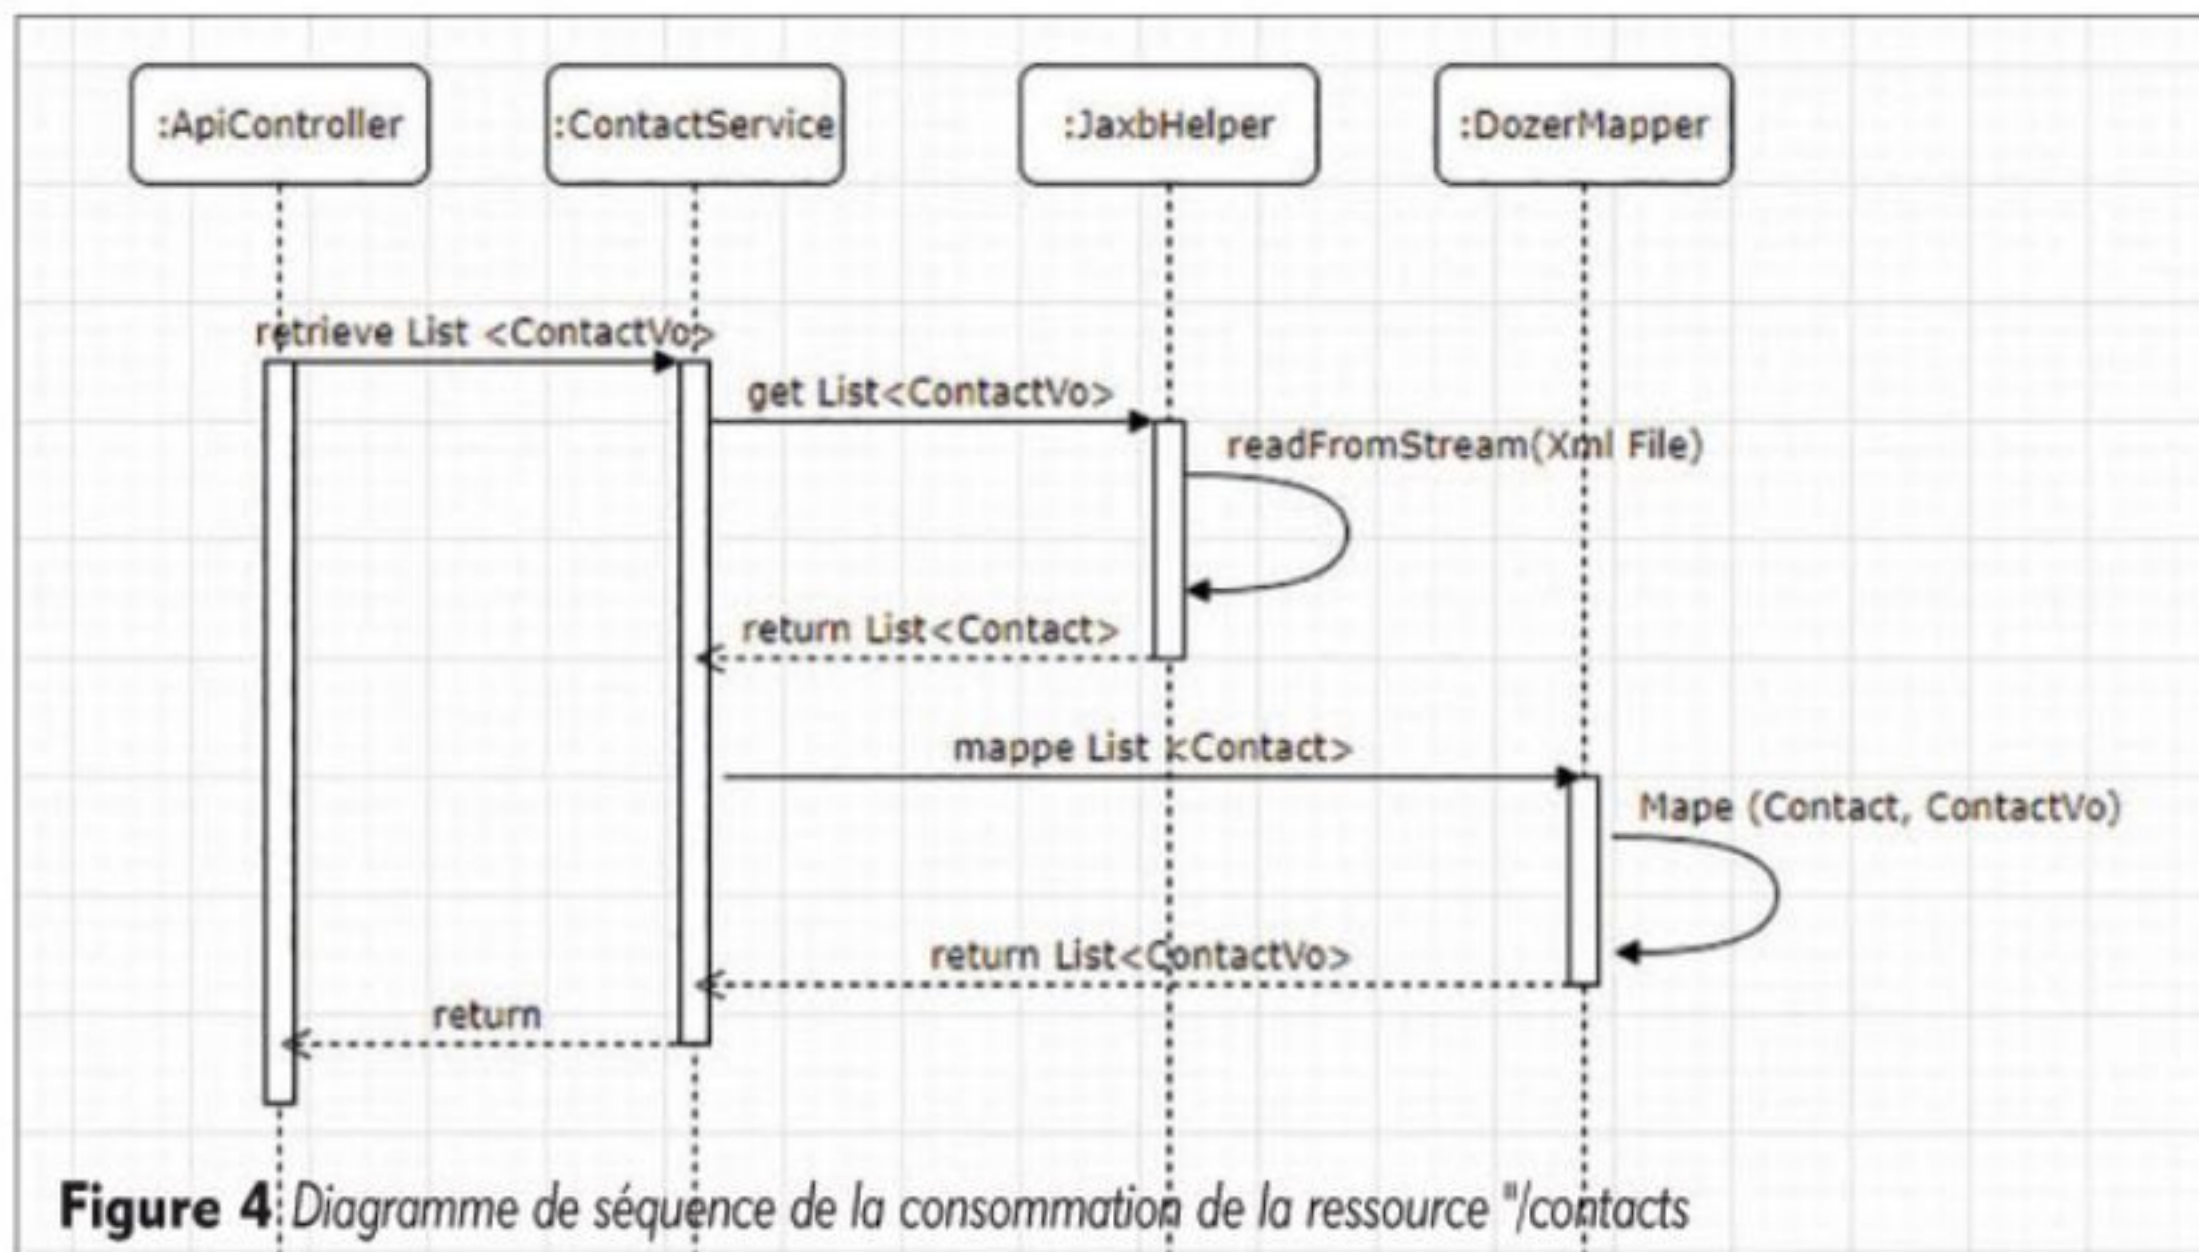 :ApiController
:ContactService
:JaxbHelper
:DozerMapper
retrieve List <ContactVo>
get List<ContactVo>
readFromStream(Xml File)
return List<Contact>
mappe List <Contact>
Mape (Contact, ContactVo)
return List<ContactVo>
return
Figure 4 Diagramme de séquence de la consommation de la ressource "/contacts